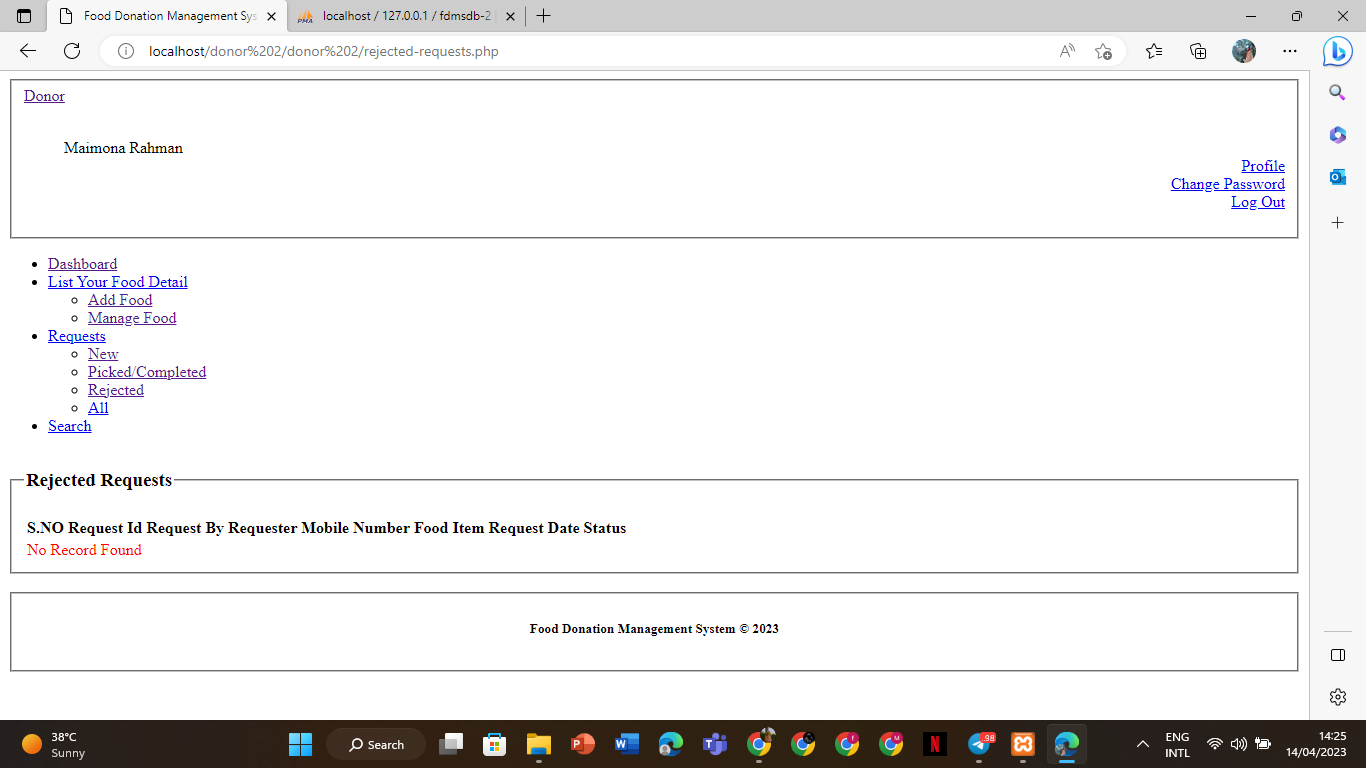 Food Donation Management Sys
localhost / 127.0.0.1 / fdmsdb-2
localhost/donor%202/donor%202/rejected-requests.php
Donor
Maimona Rahman
Profile
Change Password
Log Out
Dashboard
List Your Food Detail
Add Food
Manage Food
Requests
New
Picked/Completed
Rejected
All
Search
Rejected Requests
S.NO Request Id Request By Requester Mobile Number Food Item Request Date Status
No Record Found
Food Donation Management System © 2023
38°C
Sunny
Search
98
ENG
INTL
14:25
14/04/2023